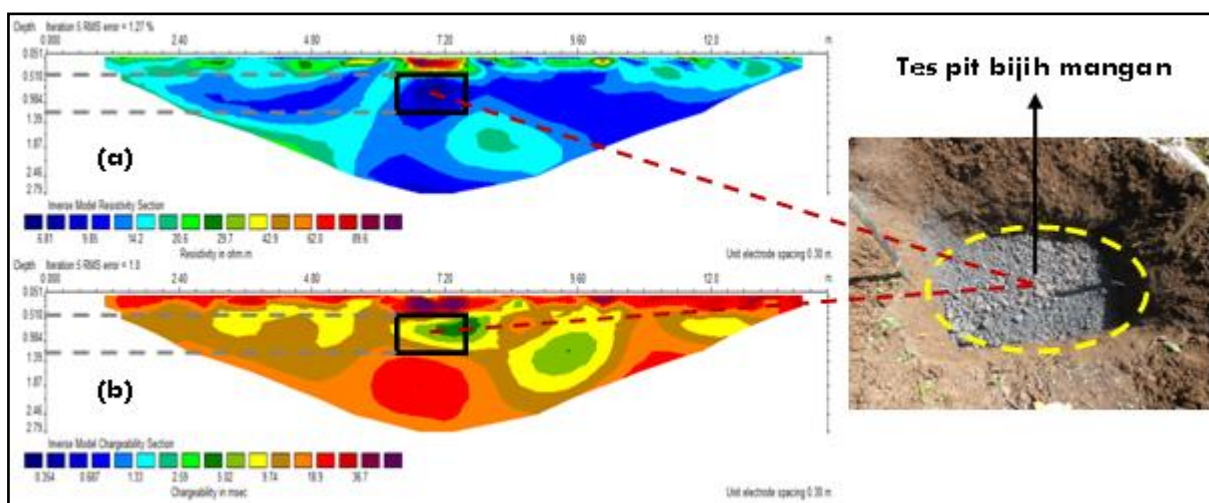 Depth Iteration 5 RMS error = 1.27 %
0.000 2.40 4.80 7.20 9.60 12.0 m
0.051
0.510
0.984
1.39
1.87
2.46
2.79
(a)
Inverse Model Resistivity Section
6.81 9.85 14.2 20.6 29.7 42.9 62.0 89.6
Resistivity in ohm.m
Unit electrode spacing 0.30 m
Depth Iteration 5 RMS error = 1.0
0.000 2.40 4.80 7.20 9.60 12.0 m
0.051
0.510
0.984
1.39
1.87
2.46
2.79
(b)
Inverse Model Chargeability Section
0.354 0.687 1.33 2.59 5.02 9.74 18.9 36.7
Chargeability in msec
Unit electrode spacing 0.30 m
Tes pit bijih mangan